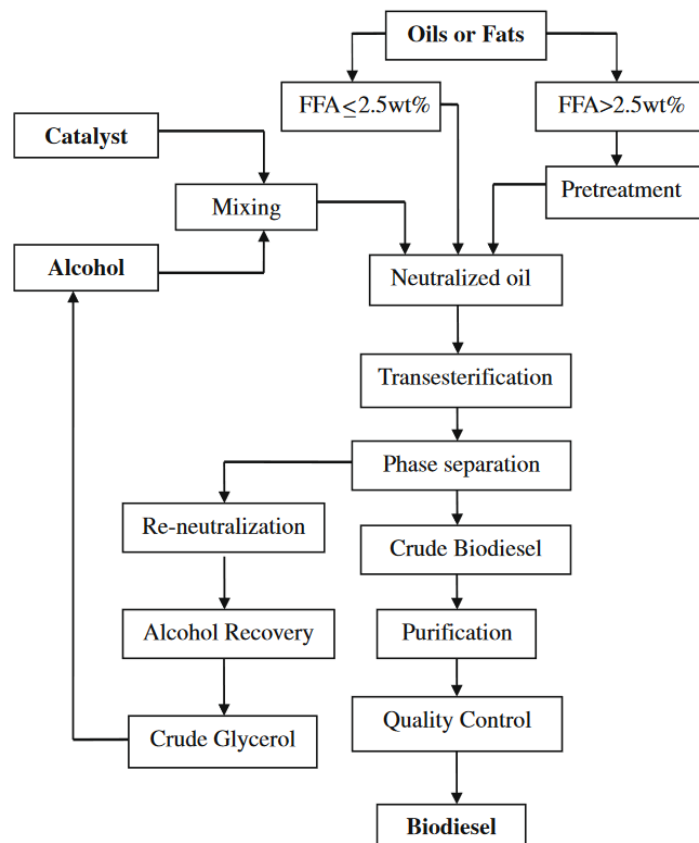 Oils or Fats
FFA≤2.5wt%
FFA>2.5wt%
Catalyst
Pretreatment
Mixing
Alcohol
Neutralized oil
Transesterification
Phase separation
Re-neutralization
Crude Biodiesel
Alcohol Recovery
Purification
Crude Glycerol
Quality Control
Biodiesel